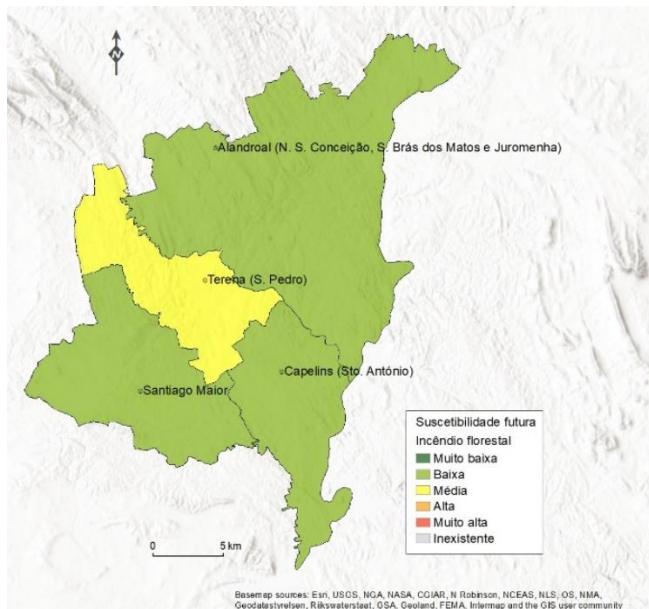 N
Alandroal (N. S. Conceição, S. Brás dos Matos e Juromenha)
Terena (S. Pedro)
Capelins (Sto. António)
Santiago Maior
Suscetibilidade futura
Incêndio florestal
Muito baixa
Baixa
Média
Alta
Muito alta
Inexistente
0 5 km
Basemap sources: Esri, USGS, NGA, NASA, CGIAR, N Robinson, NCEAS, NLS, OS, NMA,
Geodatastyrelsen, Rijkswaterstaat, GSA, Geoland, FEMA, Intermap and the GIS user community